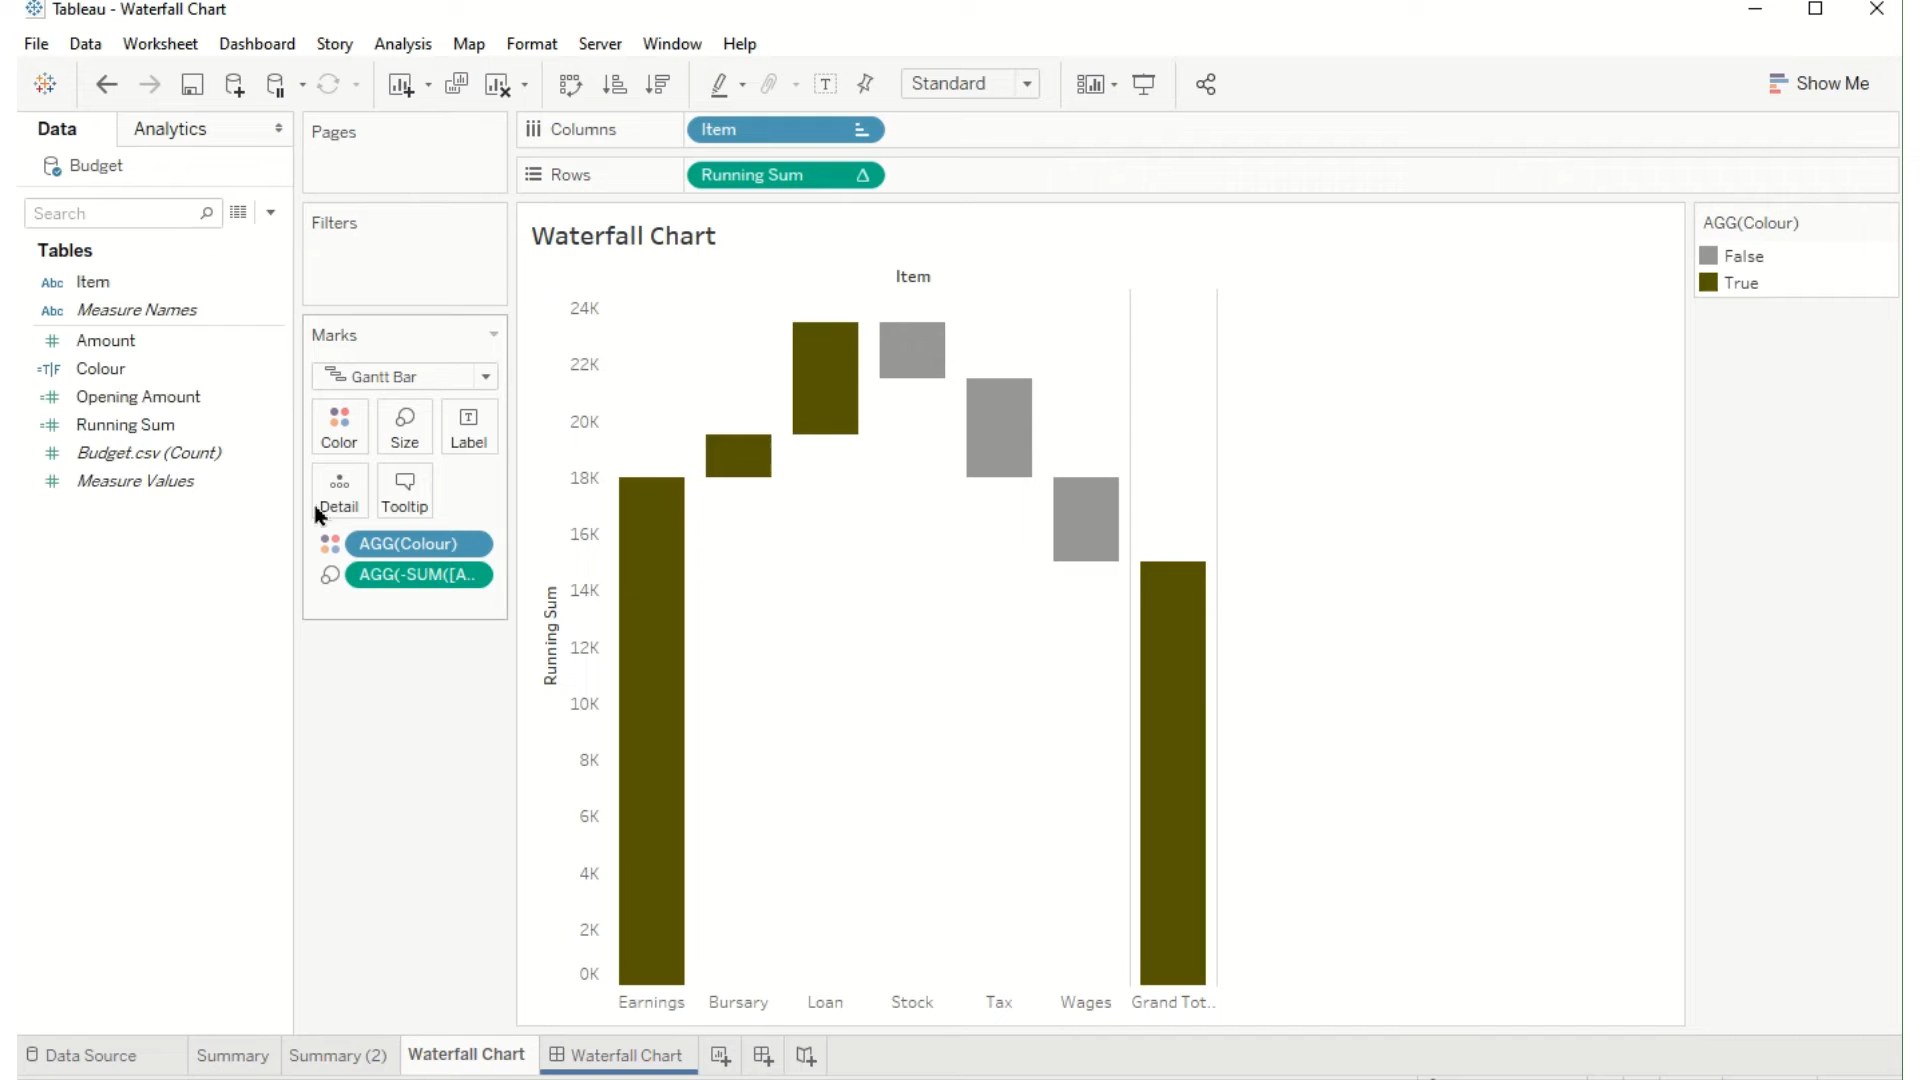 Tableau - Waterfall Chart
File Data Worksheet Dashboard Story Analysis Map Format Server Window Help
Standard
Show Me
Data
Analytics
Budget
Search
Tables
Abc Item
Abc Measure Names
# Amount
=T|F Colour
=# Opening Amount
=# Running Sum
# Budget.csv (Count)
# Measure Values
Pages
Filters
Marks
Gantt Bar
Color Size Label
Detail Tooltip
AGG(Colour)
AGG(-SUM([A..
Columns Item
Rows Running Sum
Waterfall Chart
Item
24K
22K
20K
18K
16K
14K
12K
10K
8K
6K
4K
2K
0K
Running Sum
Earnings Bursary Loan Stock Tax Wages Grand Tot..
AGG(Colour)
False
True
Data Source Summary Summary (2) Waterfall Chart Waterfall Chart